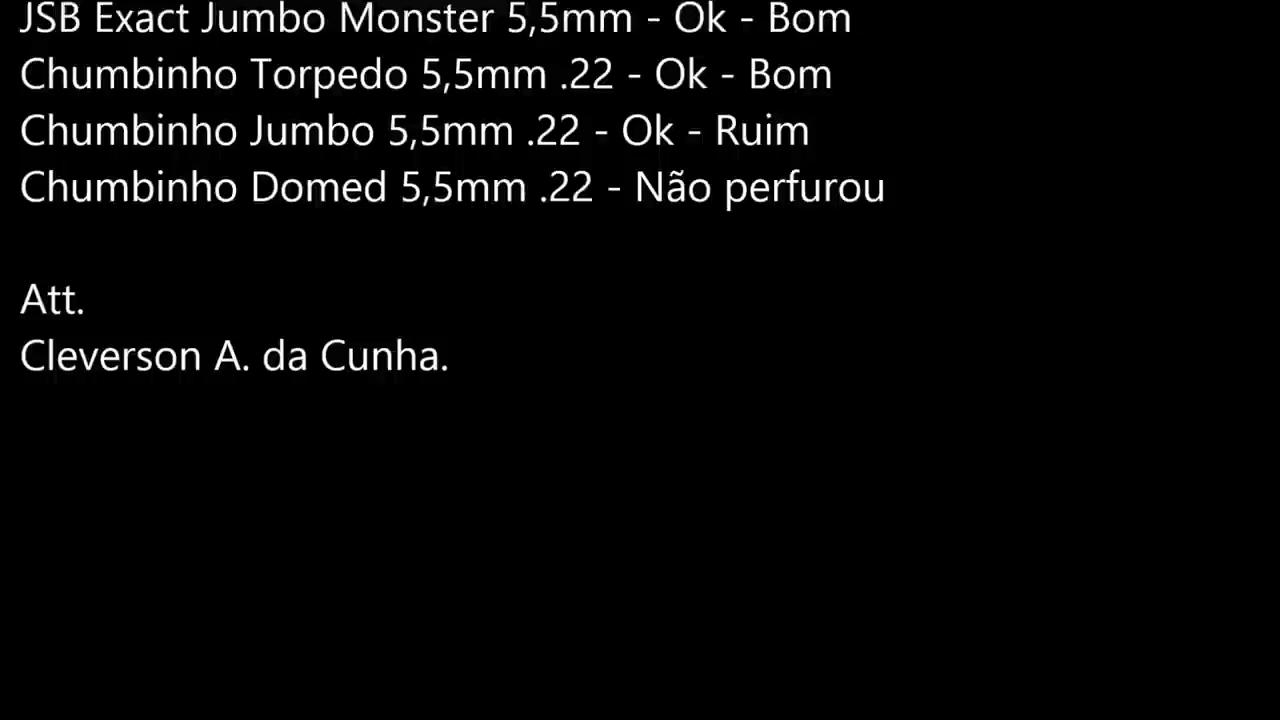 JSB Exact Jumbo Monster 5,5mm - Ok - Bom
Chumbinho Torpedo 5,5mm .22 - Ok - Bom
Chumbinho Jumbo 5,5mm .22 - Ok - Ruim
Chumbinho Domed 5,5mm .22 - Não perfurou
Att.
Cleverson A. da Cunha.